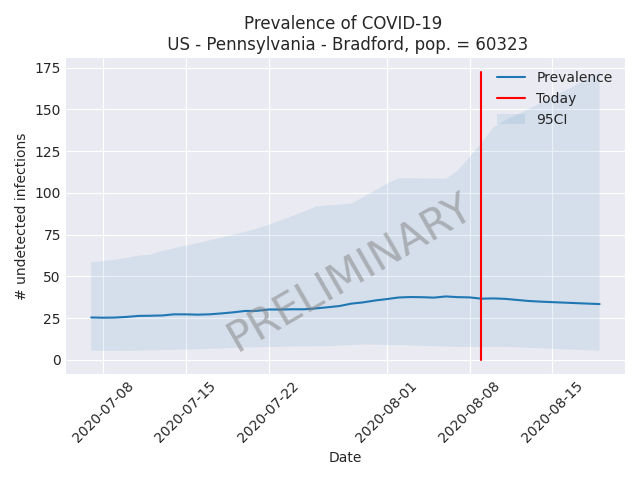 Prevalence of COVID-19
US - Pennsylvania - Bradford, pop. = 60323
175
150
125
100
75
50
25
0
# undetected infections
Prevalence
Today
95CI
PRELIMINARY
2020-07-08
2020-07-15
2020-07-22
2020-08-01
2020-08-08
2020-08-15
Date